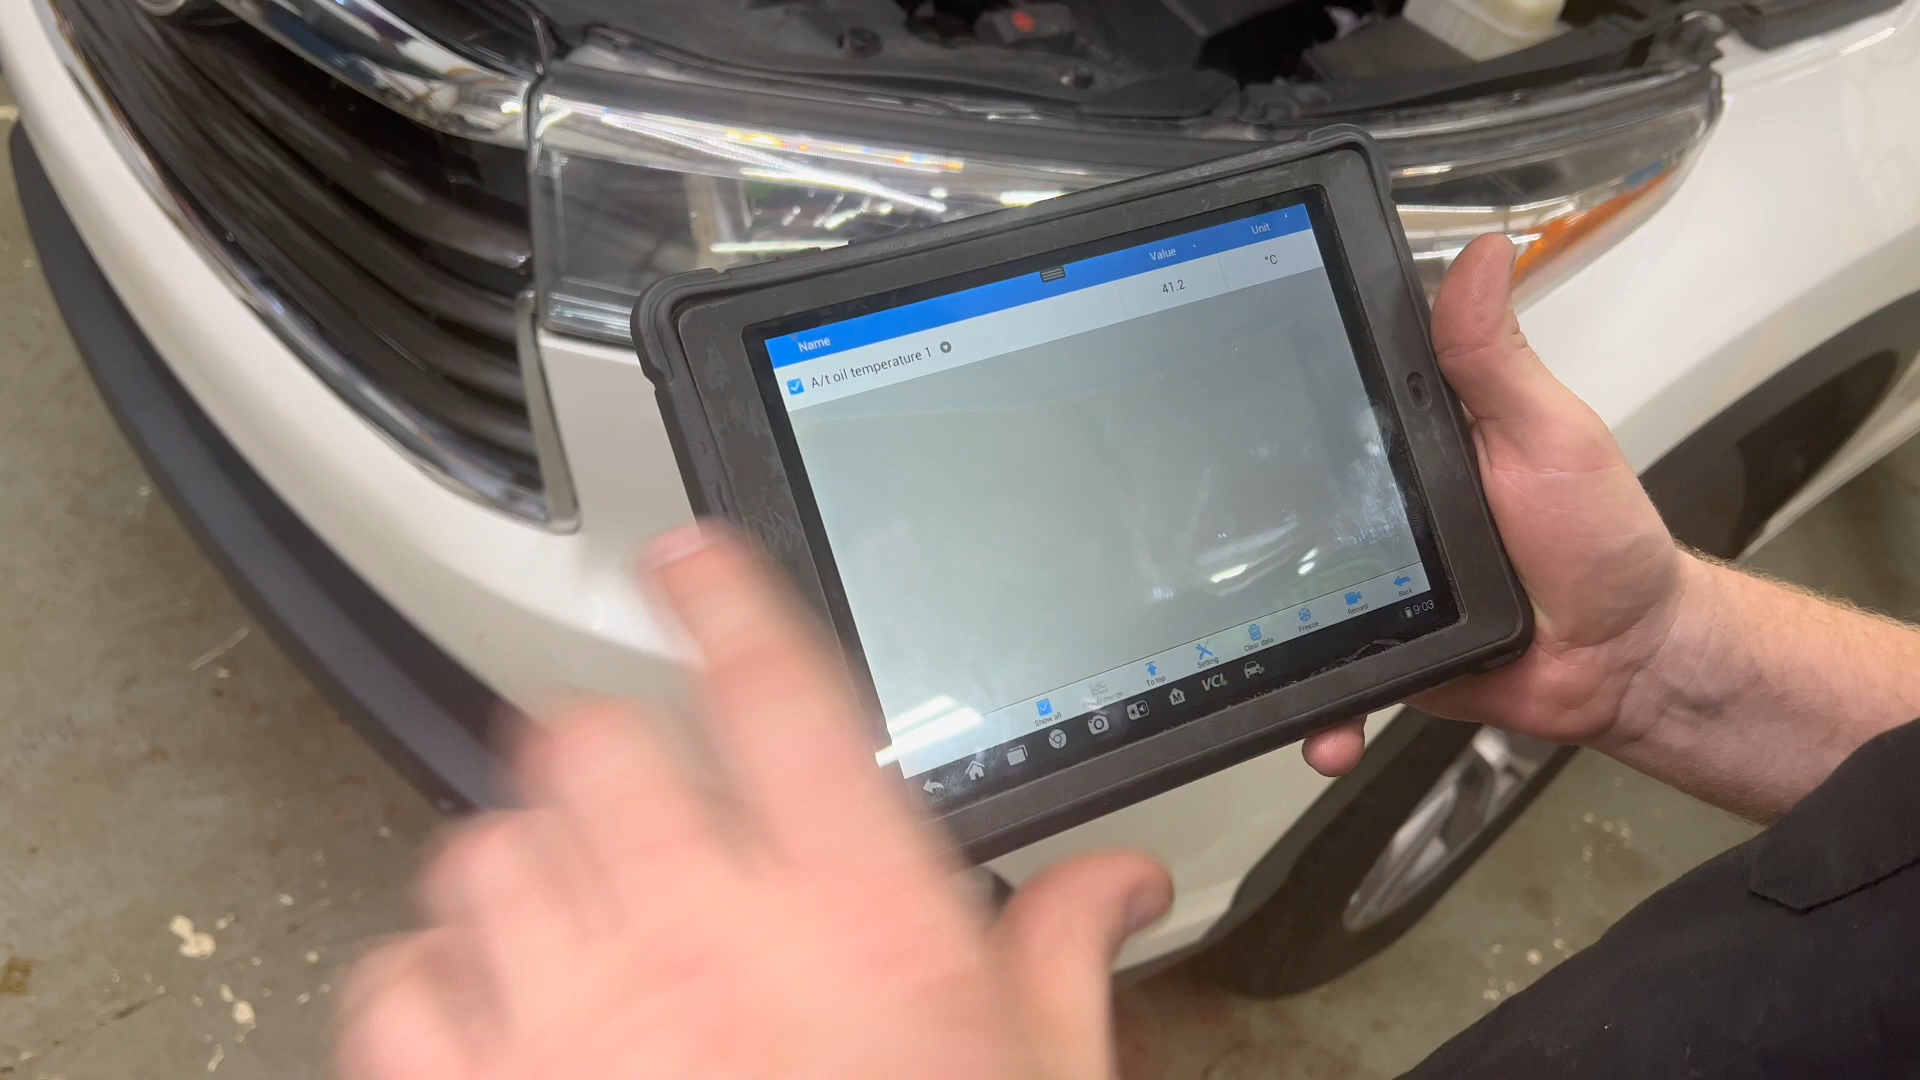 Name Value Unit
A/t oil temperature 1 41.2 °C
Show all To top Setting Clear data Freeze Record Back
VCI 9:03